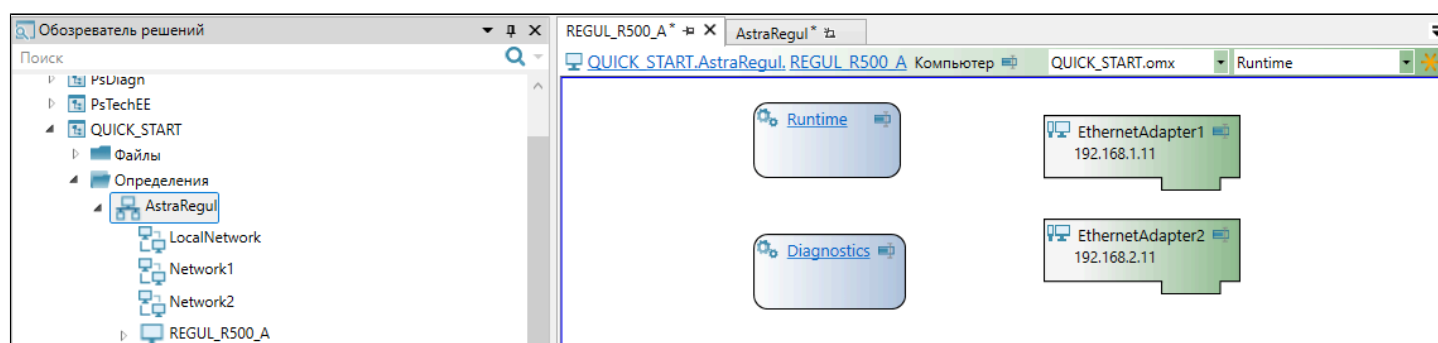 Обозреватель решений
Поиск
PsDiagn
PsTechEE
QUICK_START
Файлы
Определения
AstraRegul
LocalNetwork
Network1
Network2
REGUL_R500_A
REGUL_R500_A*
AstraRegul*
QUICK_START.AstraRegul. REGUL_R500_A Компьютер
QUICK_START.omx
Runtime
Runtime
EthernetAdapter1
192.168.1.11
Diagnostics
EthernetAdapter2
192.168.2.11